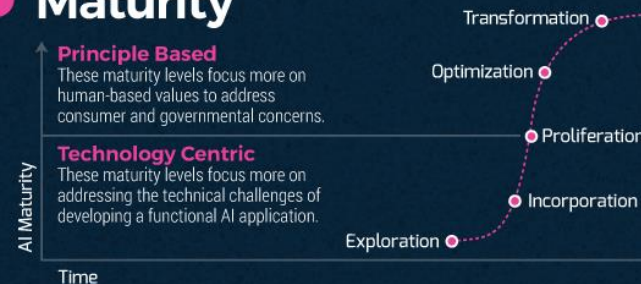 Maturity
Principle Based
These maturity levels focus more on
human-based values to address
consumer and governmental concerns.
Technology Centric
These maturity levels focus more on
addressing the technical challenges of
developing a functional AI application.
AI Maturity
Time
Transformation
Optimization
Proliferation
Incorporation
Exploration